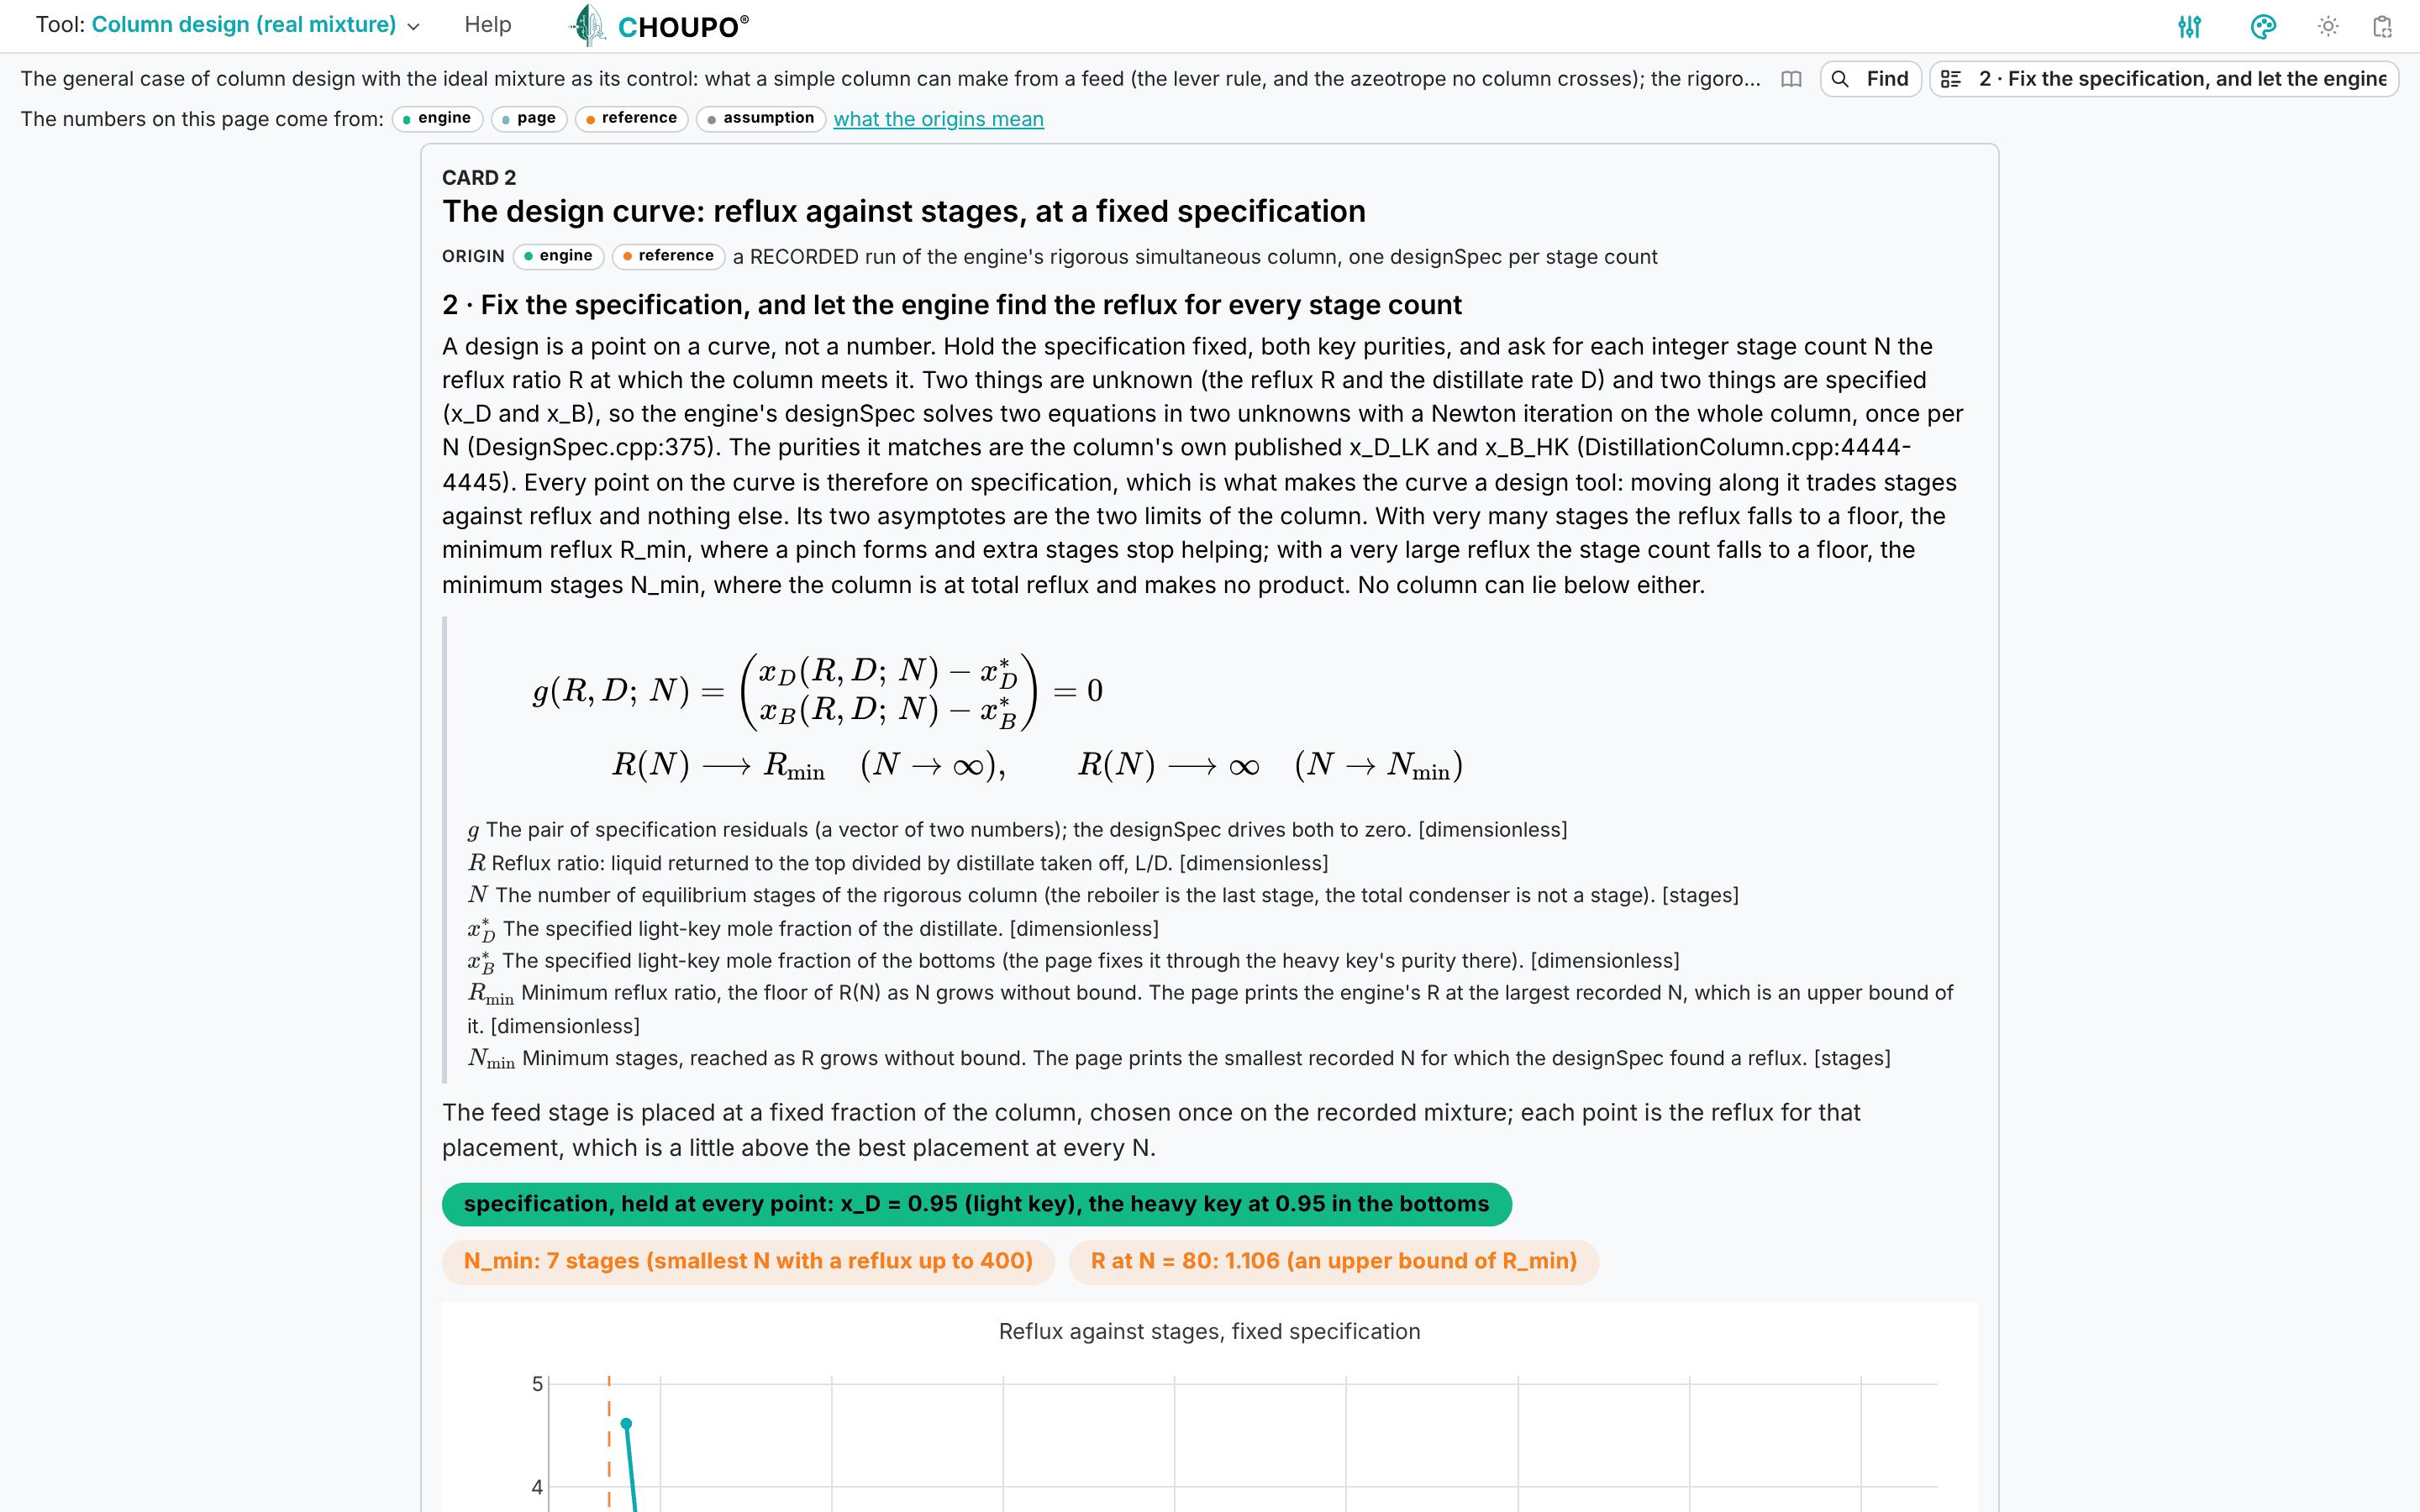 Tool: Column design (real mixture) Help CHOUPO®
The general case of column design with the ideal mixture as its control: what a simple column can make from a feed (the lever rule, and the azeotrope no column crosses); the rigoro... Find 2 · Fix the specification, and let the engine
The numbers on this page come from: engine page reference assumption what the origins mean
CARD 2
The design curve: reflux against stages, at a fixed specification
ORIGIN engine reference a RECORDED run of the engine's rigorous simultaneous column, one designSpec per stage count
2 · Fix the specification, and let the engine find the reflux for every stage count
A design is a point on a curve, not a number. Hold the specification fixed, both key purities, and ask for each integer stage count N the
reflux ratio R at which the column meets it. Two things are unknown (the reflux R and the distillate rate D) and two things are specified
(x_D and x_B), so the engine's designSpec solves two equations in two unknowns with a Newton iteration on the whole column, once per
N (DesignSpec.cpp:375). The purities it matches are the column's own published x_D_LK and x_B_HK (DistillationColumn.cpp:4444-
4445). Every point on the curve is therefore on specification, which is what makes the curve a design tool: moving along it trades stages
against reflux and nothing else. Its two asymptotes are the two limits of the column. With very many stages the reflux falls to a floor, the
minimum reflux R_min, where a pinch forms and extra stages stop helping; with a very large reflux the stage count falls to a floor, the
minimum stages N_min, where the column is at total reflux and makes no product. No column can lie below either.
g(R, D; N) = ( x_D(R, D; N) − x_D^* ) = 0
x_B(R, D; N) − x_B^*
R(N) ⟶ R_min (N → ∞), R(N) ⟶ ∞ (N → N_min)
g The pair of specification residuals (a vector of two numbers); the designSpec drives both to zero. [dimensionless]
R Reflux ratio: liquid returned to the top divided by distillate taken off, L/D. [dimensionless]
N The number of equilibrium stages of the rigorous column (the reboiler is the last stage, the total condenser is not a stage). [stages]
x_D^* The specified light-key mole fraction of the distillate. [dimensionless]
x_B^* The specified light-key mole fraction of the bottoms (the page fixes it through the heavy key's purity there). [dimensionless]
R_min Minimum reflux ratio, the floor of R(N) as N grows without bound. The page prints the engine's R at the largest recorded N, which is an upper bound of
it. [dimensionless]
N_min Minimum stages, reached as R grows without bound. The page prints the smallest recorded N for which the designSpec found a reflux. [stages]
The feed stage is placed at a fixed fraction of the column, chosen once on the recorded mixture; each point is the reflux for that
placement, which is a little above the best placement at every N.
specification, held at every point: x_D = 0.95 (light key), the heavy key at 0.95 in the bottoms
N_min: 7 stages (smallest N with a reflux up to 400) R at N = 80: 1.106 (an upper bound of R_min)
Reflux against stages, fixed specification
5
4